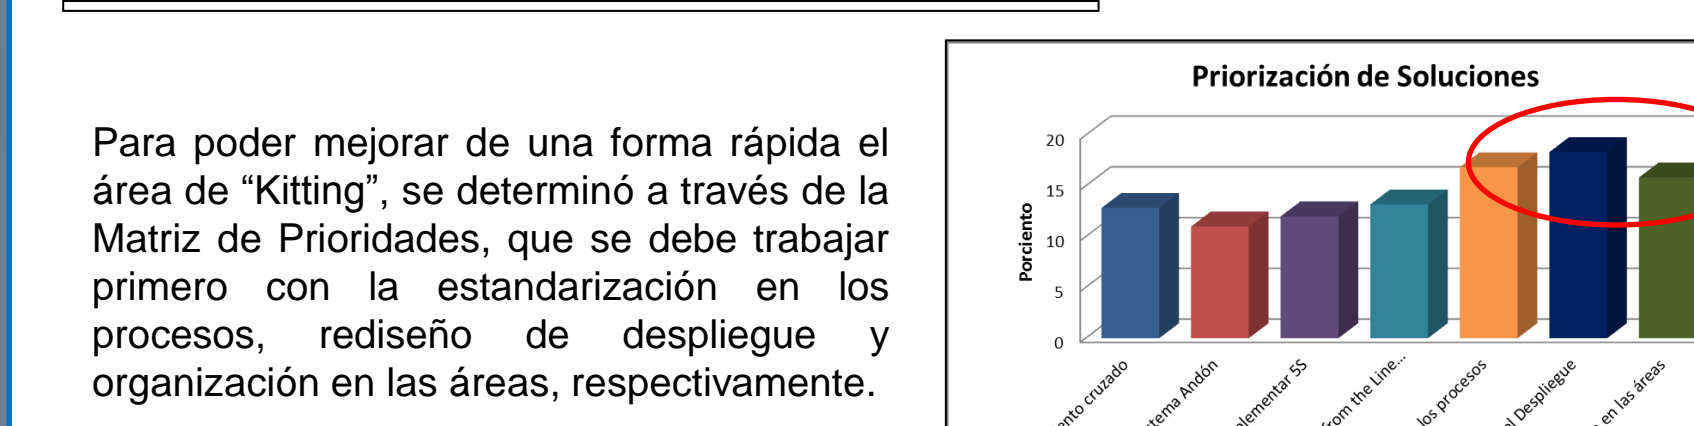 Para poder mejorar de una forma rápida el
área de “Kitting”, se determinó a través de la
Matriz de Prioridades, que se debe trabajar
primero con la estandarización en los
procesos, rediseño de despliegue y
organización en las áreas, respectivamente.
Priorización de Soluciones
Porciento
20
15
10
5
0
cruzado
Andón
5S
from the Line...
los procesos
Despliegue
en las áreas